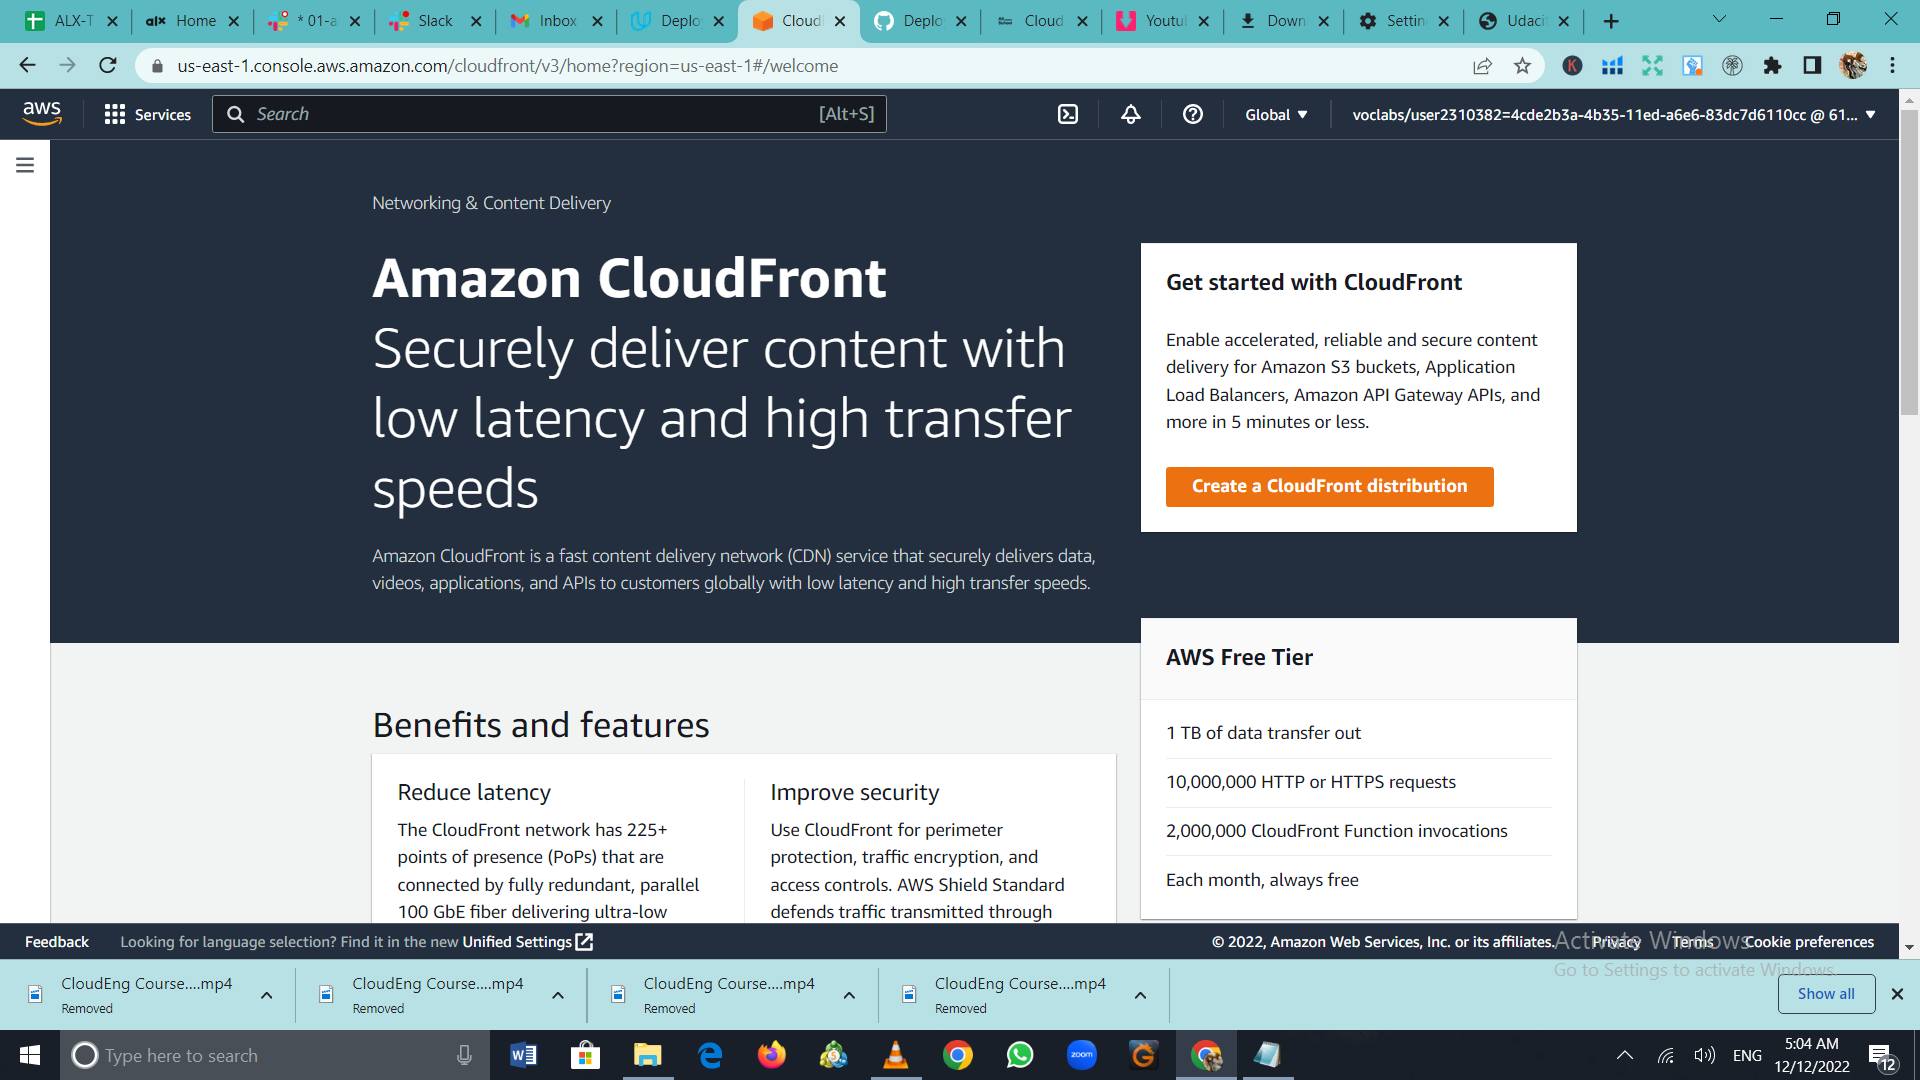 ALX-T
alx Home
* 01-a
Slack
Inbox
Deplo
Cloud
Deplo
Cloud
Youtu
Down
Settin
Udaci
us-east-1.console.aws.amazon.com/cloudfront/v3/home?region=us-east-1#/welcome
aws
Services
Search
[Alt+S]
Global
voclabs/user2310382=4cde2b3a-4b35-11ed-a6e6-83dc7d6110cc @ 61...
Networking & Content Delivery
Amazon CloudFront
Securely deliver content with
low latency and high transfer
speeds
Amazon CloudFront is a fast content delivery network (CDN) service that securely delivers data,
videos, applications, and APIs to customers globally with low latency and high transfer speeds.
Get started with CloudFront
Enable accelerated, reliable and secure content
delivery for Amazon S3 buckets, Application
Load Balancers, Amazon API Gateway APIs, and
more in 5 minutes or less.
Create a CloudFront distribution
AWS Free Tier
1 TB of data transfer out
10,000,000 HTTP or HTTPS requests
2,000,000 CloudFront Function invocations
Each month, always free
Benefits and features
Reduce latency
The CloudFront network has 225+
points of presence (PoPs) that are
connected by fully redundant, parallel
100 GbE fiber delivering ultra-low
Improve security
Use CloudFront for perimeter
protection, traffic encryption, and
access controls. AWS Shield Standard
defends traffic transmitted through
Feedback
Looking for language selection? Find it in the new Unified Settings
© 2022, Amazon Web Services, Inc. or its affiliates.
Privacy
Terms
Cookie preferences
Activate Windows
Go to Settings to activate Windows.
CloudEng Course....mp4
Removed
CloudEng Course....mp4
Removed
CloudEng Course....mp4
Removed
CloudEng Course....mp4
Removed
Show all
Type here to search
zoom
ENG
5:04 AM
12/12/2022
12